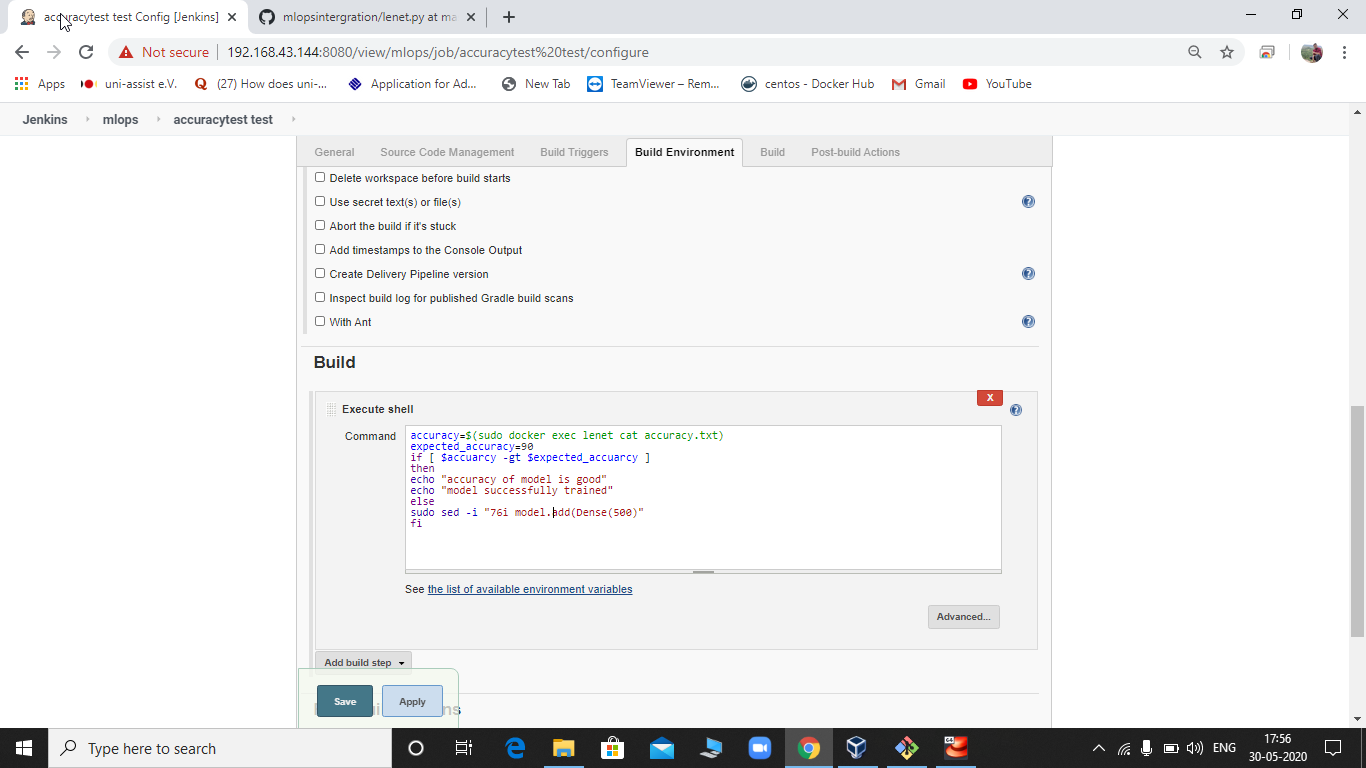 accuracytest test Config [Jenkins]
mlopsintergration/lenet.py at ma
Not secure
192.168.43.144:8080/view/mlops/job/accuracytest%20test/configure
Apps
uni-assist e.V.
(27) How does uni-...
Application for Ad...
New Tab
TeamViewer – Rem...
centos - Docker Hub
Gmail
YouTube
Jenkins
mlops
accuracytest test
General
Source Code Management
Build Triggers
Build Environment
Build
Post-build Actions
Delete workspace before build starts
Use secret text(s) or file(s)
Abort the build if it's stuck
Add timestamps to the Console Output
Create Delivery Pipeline version
Inspect build log for published Gradle build scans
With Ant
Build
X
Execute shell
Command
accuracy=$(sudo docker exec lenet cat accuracy.txt)
expected_accuracy=90
if [ $accuarcy -gt $expected_accuarcy ]
then
echo "accuracy of model is good"
echo "model successfully trained"
else
sudo sed -i "76i model.add(Dense(500)"
fi
See the list of available environment variables
Advanced...
Add build step
Save
Apply
Type here to search
ENG
17:56
30-05-2020